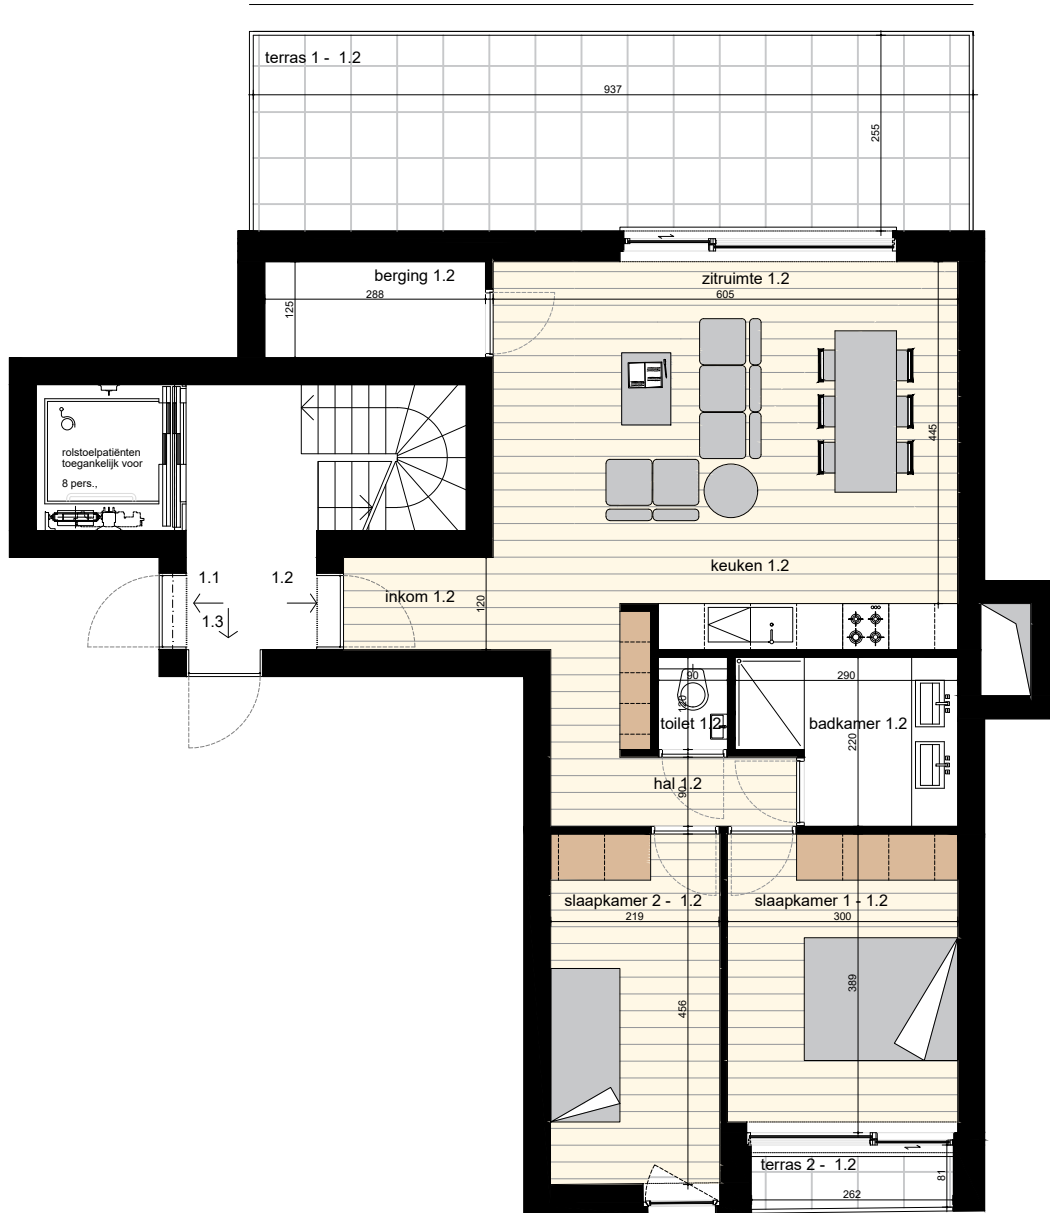 terras 1 - 1.2
937
255
berging 1.2
288
125
zitruimte 1.2
605
445
rolstoelpatiënten
toegankelijk voor
8 pers.,
1.1
1.2
1.3
inkom 1.2
120
keuken 1.2
90
120
toilet 1.2
290
badkamer 1.2
220
hal 1.2
90
slaapkamer 2 - 1.2
219
456
slaapkamer 1 - 1.2
300
389
terras 2 - 1.2
262
81